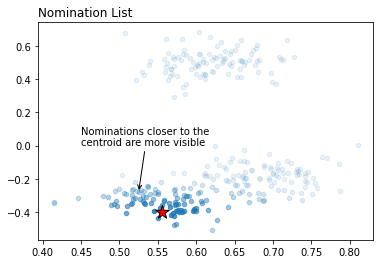 Nomination List
0.6
0.4
0.2
0.0
−0.2
−0.4
Nominations closer to the
centroid are more visible
0.40 0.45 0.50 0.55 0.60 0.65 0.70 0.75 0.80